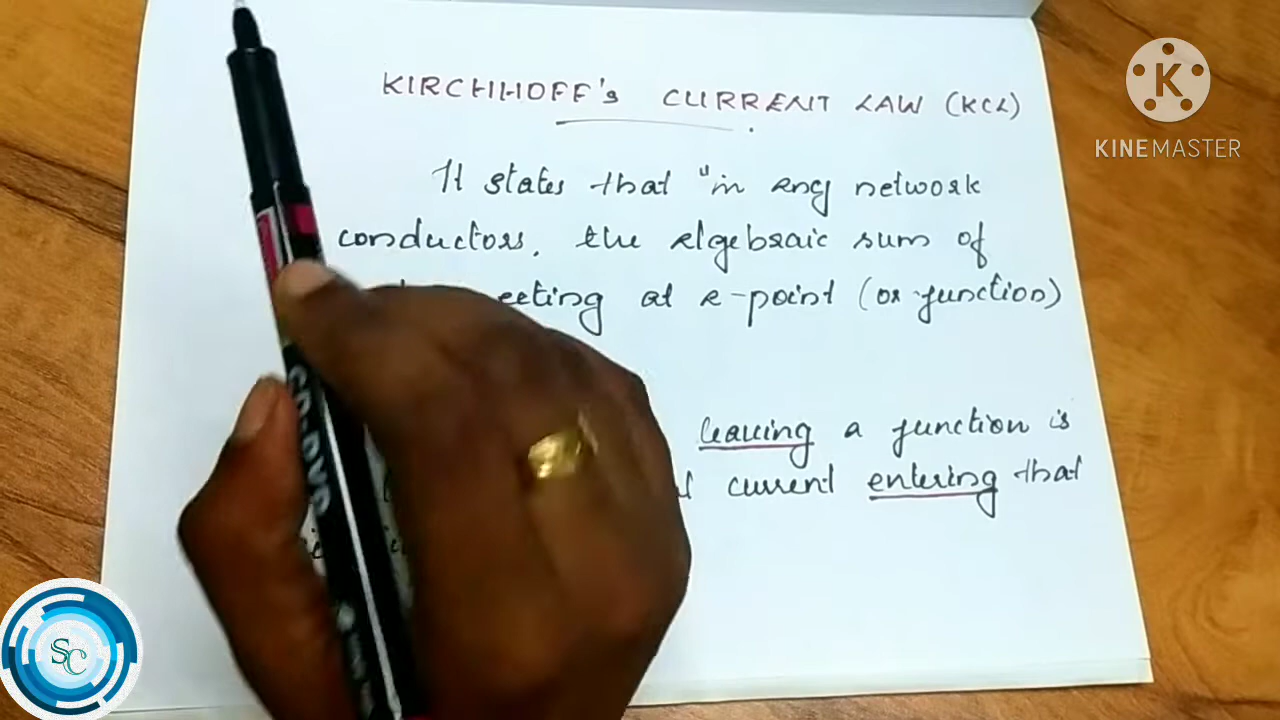 KIRCHHOFF's CURRENT LAW (KCL)
It states that "in any network
conductors, the algebraic sum of
eeting at a-point (or junction)
leaving a junction is
current entering that
K
KINEMASTER
SC